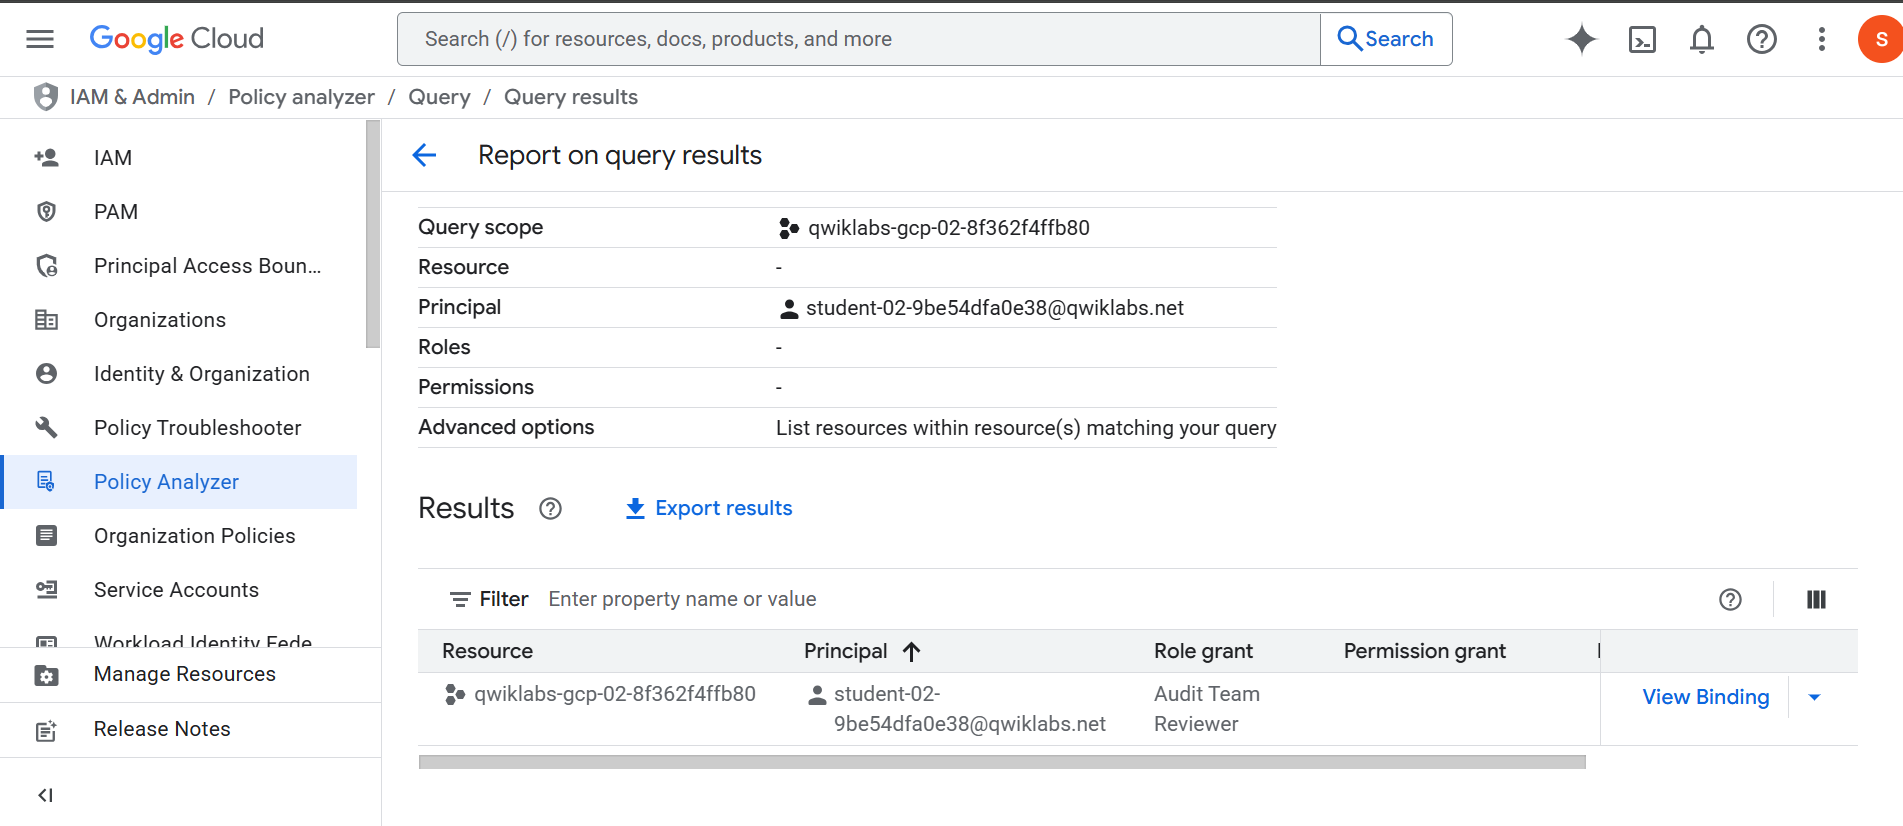 Google Cloud
Search (/) for resources, docs, products, and more
Search
S
IAM & Admin / Policy analyzer / Query / Query results
IAM
PAM
Principal Access Boun...
Organizations
Identity & Organization
Policy Troubleshooter
Policy Analyzer
Organization Policies
Service Accounts
Workload Identity Fede
Manage Resources
Release Notes
Report on query results
Query scope qwiklabs-gcp-02-8f362f4ffb80
Resource -
Principal student-02-9be54dfa0e38@qwiklabs.net
Roles -
Permissions -
Advanced options List resources within resource(s) matching your query
Results Export results
Filter Enter property name or value
Resource Principal Role grant Permission grant
qwiklabs-gcp-02-8f362f4ffb80 student-02- Audit Team View Binding
9be54dfa0e38@qwiklabs.net Reviewer